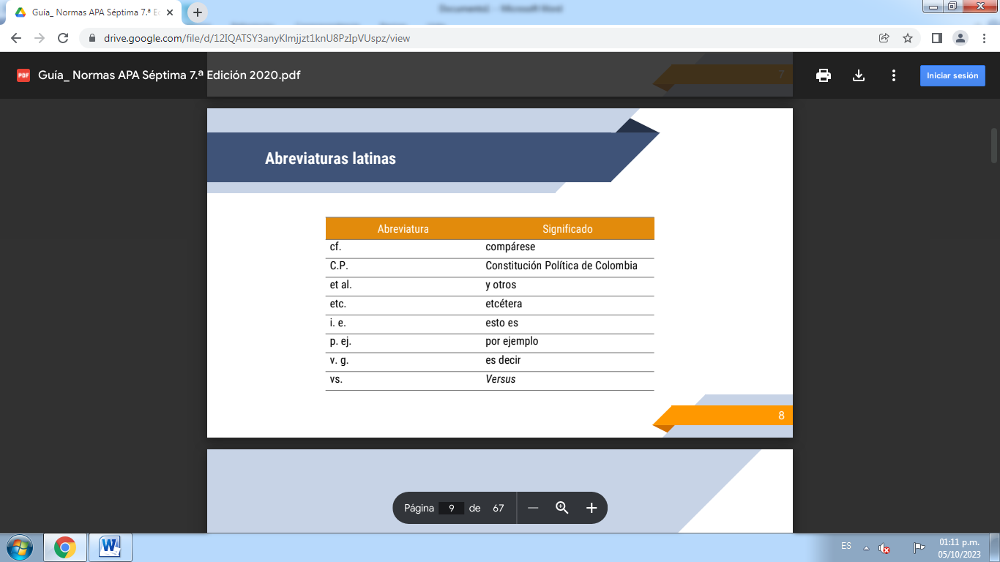 Guía_ Normas APA Séptima 7.ª Ec
Documento1 - Microsoft Word
drive.google.com/file/d/12IQATSY3anyKlmjjzt1knU8PzIpVUspz/view
PDF Guía_ Normas APA Séptima 7.ª Edición 2020.pdf
7
Iniciar sesión
Abreviaturas latinas
Abreviatura Significado
cf. compárese
C.P. Constitución Política de Colombia
et al. y otros
etc. etcétera
i. e. esto es
p. ej. por ejemplo
v. g. es decir
vs. Versus
8
Página 9 de 67
ES
01:11 p.m.
05/10/2023